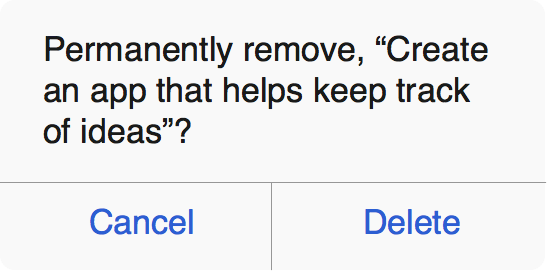 Permanently remove, “Create
an app that helps keep track
of ideas”?
Cancel
Delete